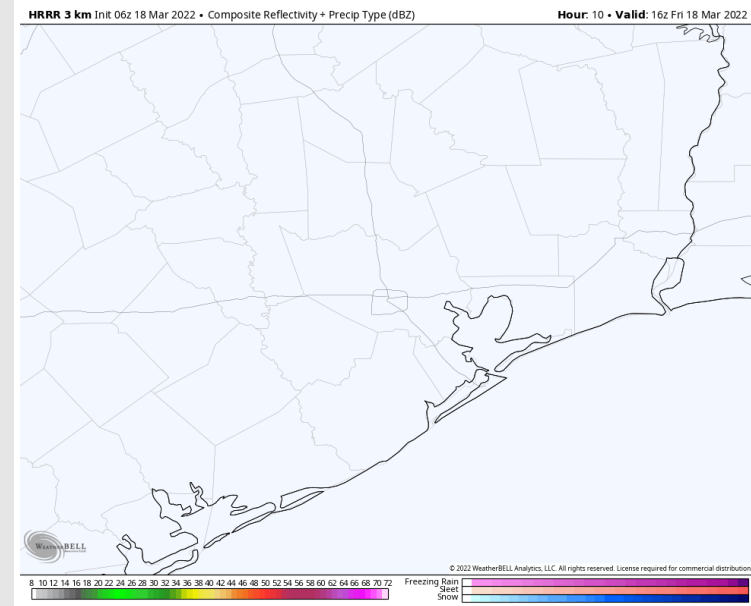 HRRR 3 km Init 06z 18 Mar 2022 • Composite Reflectivity + Precip Type (dBZ) Hour: 10 • Valid: 16z Fri 18 Mar 2022
WEATHERBELL
© 2022 WeatherBELL Analytics, LLC. All rights reserved. License required for commercial distribution
8 10 12 14 16 18 20 22 24 26 28 30 32 34 36 38 40 42 44 46 48 50 52 54 56 58 60 62 64 66 68 70 72
Freezing Rain
Sleet
Snow